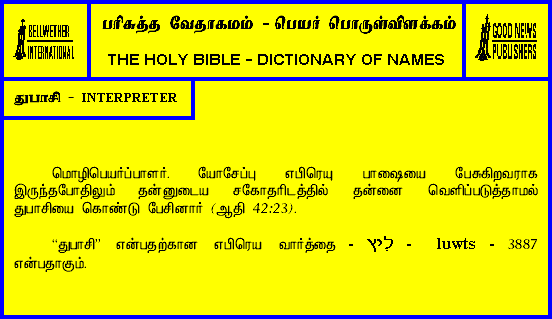 BELLWETHER
INTERNATIONAL
பரிசுத்த வேதாகமம் - பெயர் பொருள்விளக்கம்
THE HOLY BIBLE - DICTIONARY OF NAMES
GOOD NEWS
PUBLISHERS
துபாசி - INTERPRETER
மொழிபெயர்ப்பாளர். யோசேப்பு எபிரெயு பாஷையை பேசுகிறவராக
இருந்தபோதிலும் தன்னுடைய சகோதரிடத்தில் தன்னை வெளிப்படுத்தாமல்
துபாசியை கொண்டு பேசினார் (ஆதி 42:23).
“துபாசி” என்பதற்கான எபிரெய வார்த்தை - לִיץ - luwts - 3887
என்பதாகும்.